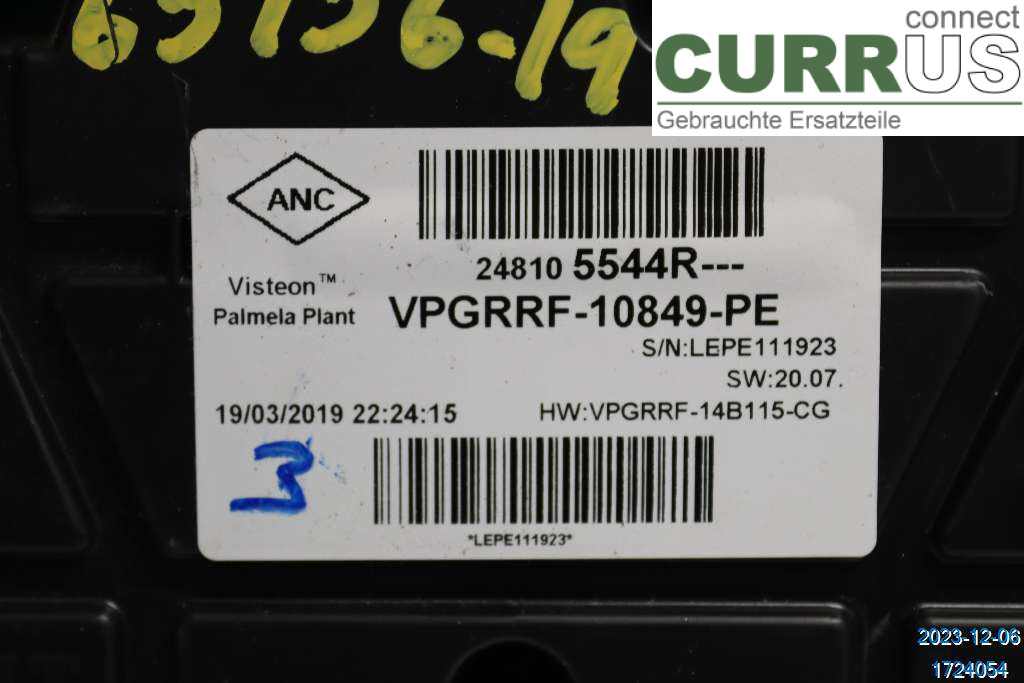 65136-19
connect
CURRUS
Gebrauchte Ersatzteile
ANC
24810 5544R---
Visteon™
Palmela Plant
VPGRRF-10849-PE
S/N:LEPE111923
SW:20.07.
19/03/2019 22:24:15
HW:VPGRRF-14B115-CG
3
*LEPE111923*
2023-12-06
1724054